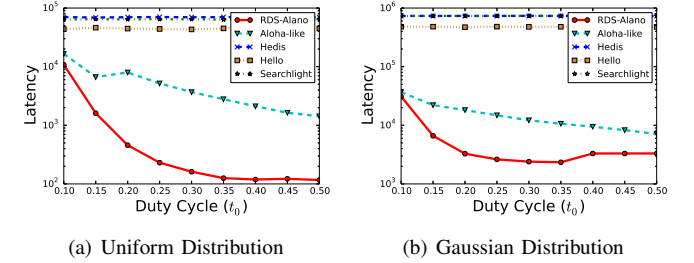 10^5
10^4
10^3
10^2
Latency
0.10 0.15 0.20 0.25 0.30 0.35 0.40 0.45 0.50
Duty Cycle (t_0)
RDS-Alano
Aloha-like
Hedis
Hello
Searchlight
(a) Uniform Distribution
10^6
10^5
10^4
10^3
Latency
0.10 0.15 0.20 0.25 0.30 0.35 0.40 0.45 0.50
Duty Cycle (t_0)
RDS-Alano
Aloha-like
Hedis
Hello
Searchlight
(b) Gaussian Distribution